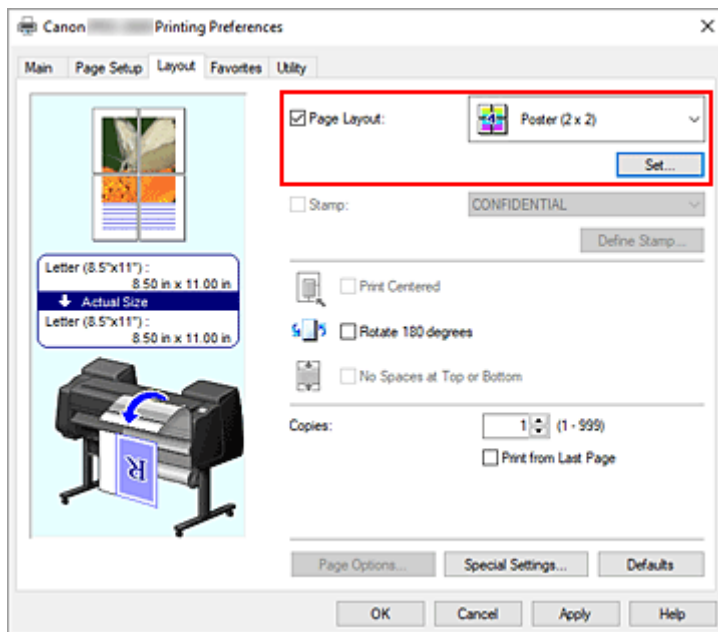 Canon Printing Preferences
Main Page Setup Layout Favorites Utility
Page Layout: Poster (2 x 2)
Set...
Stamp: CONFIDENTIAL
Define Stamp...
Letter (8.5"x11") :
8.50 in x 11.00 in
Actual Size
Letter (8.5"x11") :
8.50 in x 11.00 in
Print Centered
Rotate 180 degrees
No Spaces at Top or Bottom
Copies: 1 (1 - 999)
Print from Last Page
Page Options... Special Settings... Defaults
OK Cancel Apply Help